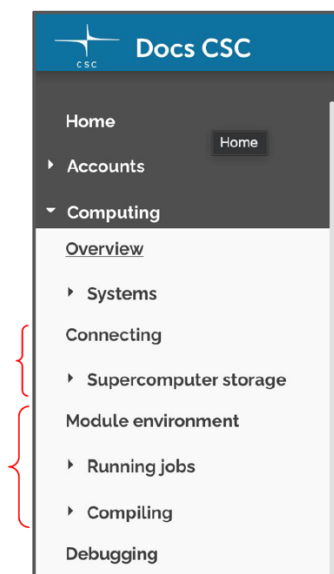 CSC
Docs CSC
Home
Home
Accounts
Computing
Overview
Systems
Connecting
Supercomputer storage
Module environment
Running jobs
Compiling
Debugging